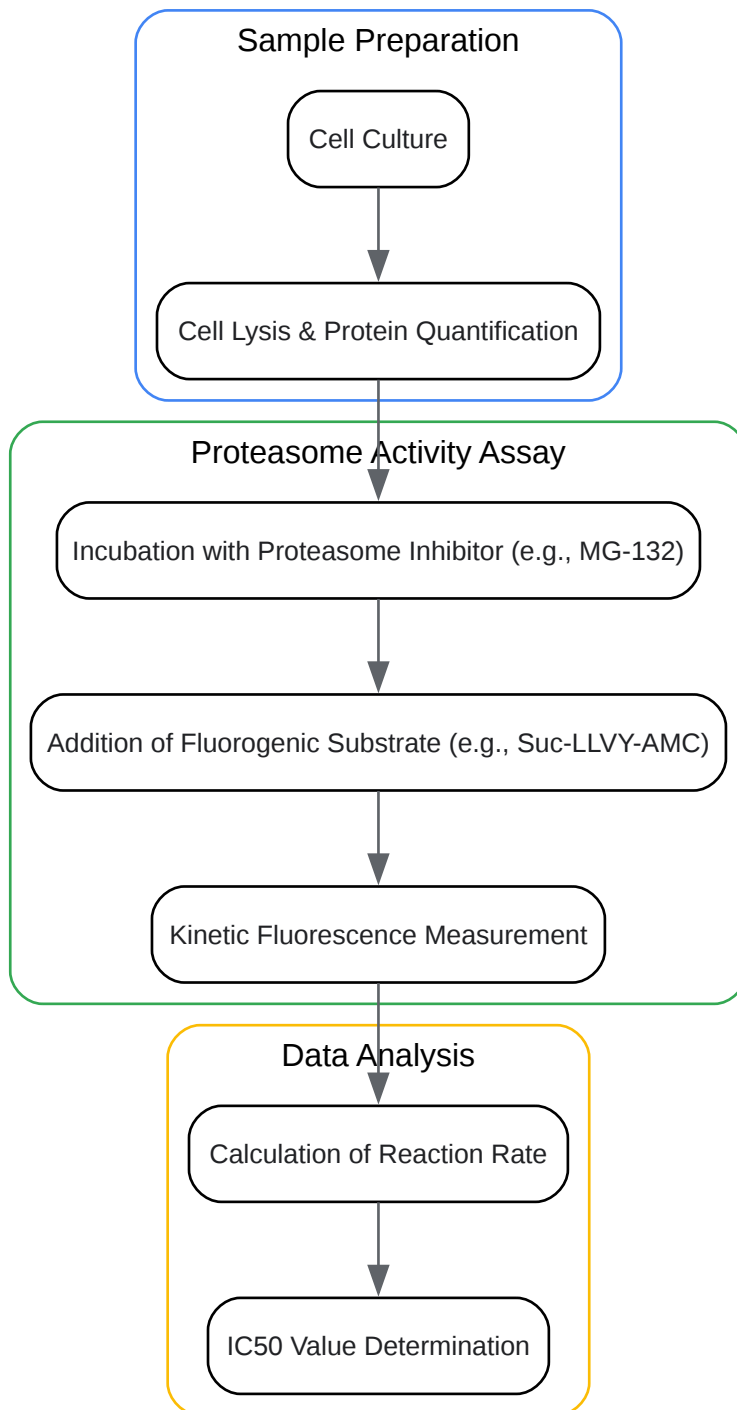 Sample Preparation
Cell Culture
Cell Lysis & Protein Quantification
Proteasome Activity Assay
Incubation with Proteasome Inhibitor (e.g., MG-132)
Addition of Fluorogenic Substrate (e.g., Suc-LLVY-AMC)
Kinetic Fluorescence Measurement
Data Analysis
Calculation of Reaction Rate
IC50 Value Determination